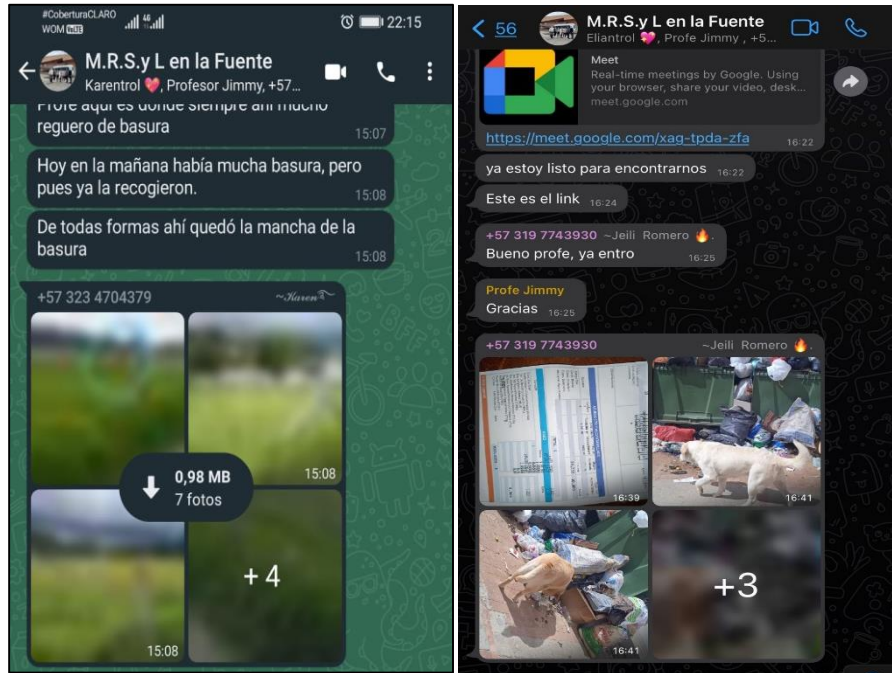 #CoberturaCLARO
WOM VoLTE
4G
22:15
M.R.S.y L en la Fuente
Karentrol 💖, Profesor Jimmy, +57...
Profe aquí es donde siempre ahí mucho
reguero de basura
15:07
Hoy en la mañana había mucha basura, pero
pues ya la recogieron.
15:08
De todas formas ahí quedó la mancha de la
basura
15:08
+57 323 4704379
~Karen
0,98 MB
7 fotos
15:08
+ 4
15:08
56
M.R.S.y L en la Fuente
Eliantrol 💖, Profe Jimmy , +5...
Meet
Real-time meetings by Google. Using
your browser, share your video, desk...
meet.google.com
https://meet.google.com/xag-tpda-zfa
16:22
ya estoy listo para encontrarnos 16:22
Este es el link 16:24
+57 319 7743930 ~Jeili Romero 🔥.
Bueno profe, ya entro
16:25
Profe Jimmy
Gracias 16:25
+57 319 7743930 ~Jeili Romero 🔥.
16:39
16:41
16:41
+3